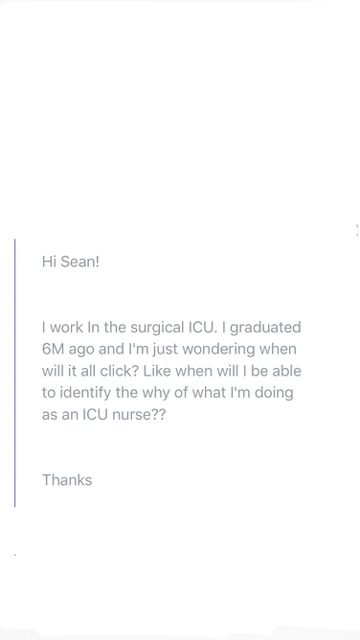 Hi Sean!
I work In the surgical ICU. I graduated
6M ago and I'm just wondering when
will it all click? Like when will I be able
to identify the why of what I'm doing
as an ICU nurse??
Thanks